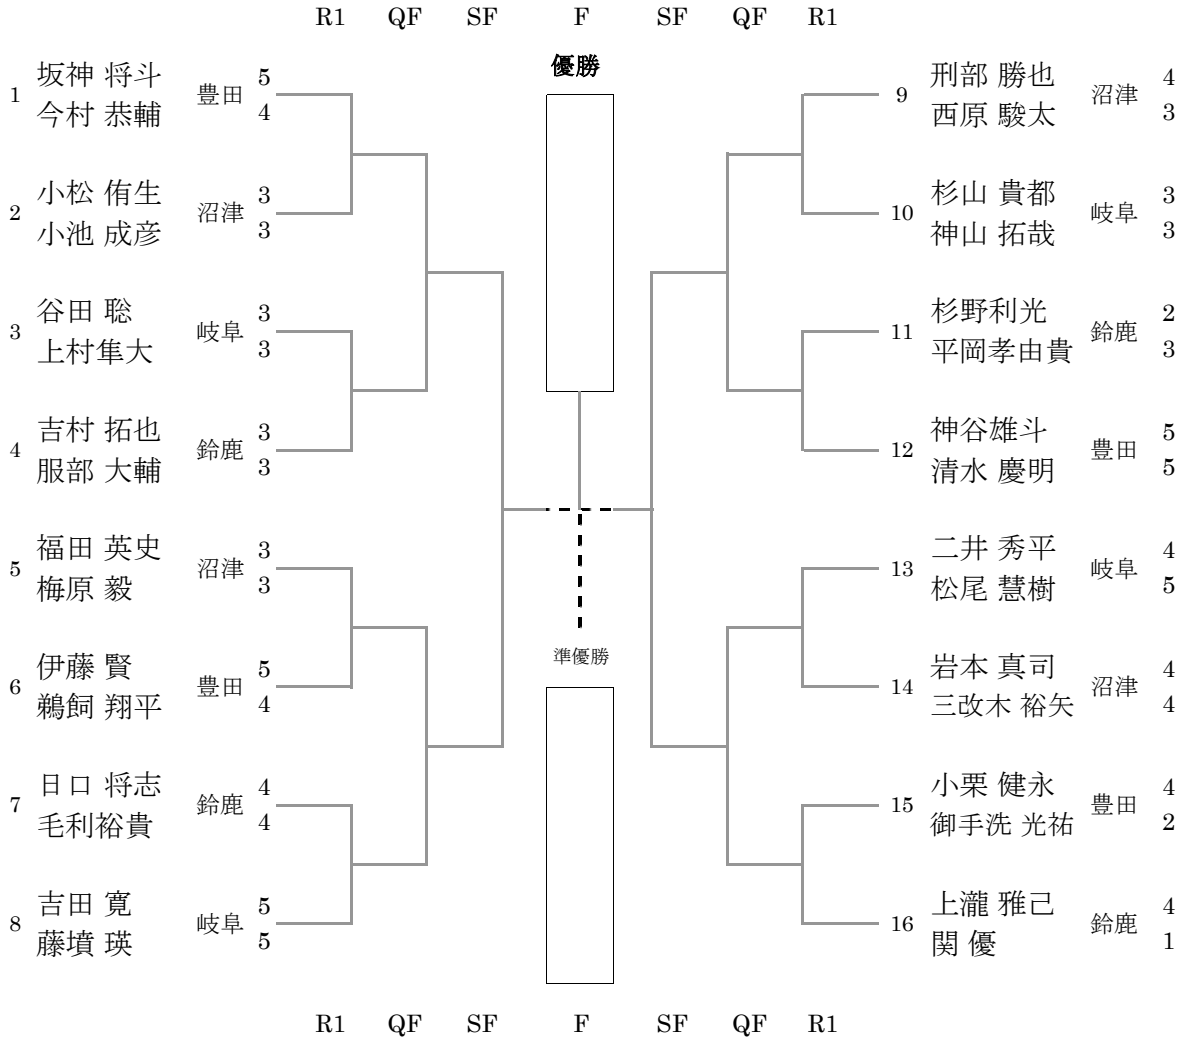 R1 QF SF F SF QF R1
優勝
1 坂神 将斗 今村 恭輔 豊田 5 4
2 小松 侑生 小池 成彦 沼津 3 3
3 谷田 聡 上村隼大 岐阜 3 3
4 吉村 拓也 服部 大輔 鈴鹿 3 3
5 福田 英史 梅原 毅 沼津 3 3
6 伊藤 賢 鵜飼 翔平 豊田 5 4
7 日口 将志 毛利裕貴 鈴鹿 4 4
8 吉田 寛 藤墳 瑛 岐阜 5 5
準優勝
9 刑部 勝也 西原 駿太 沼津 4 3
10 杉山 貴都 神山 拓哉 岐阜 3 3
11 杉野利光 平岡孝由貴 鈴鹿 2 3
12 神谷雄斗 清水 慶明 豊田 5 5
13 二井 秀平 松尾 慧樹 岐阜 4 5
14 岩本 真司 三改木 裕矢 沼津 4 4
15 小栗 健永 御手洗 光祐 豊田 4 2
16 上瀧 雅己 関 優 鈴鹿 4 1
R1 QF SF F SF QF R1